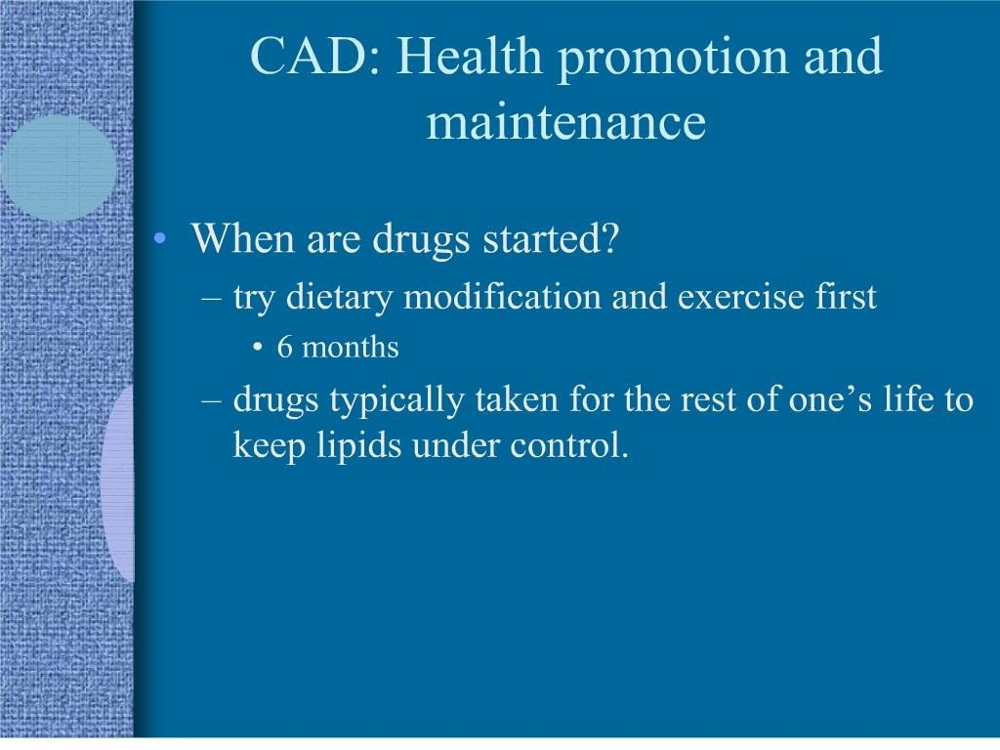 CAD: Health promotion and
maintenance
• When are drugs started?
– try dietary modification and exercise first
• 6 months
– drugs typically taken for the rest of one’s life to
keep lipids under control.